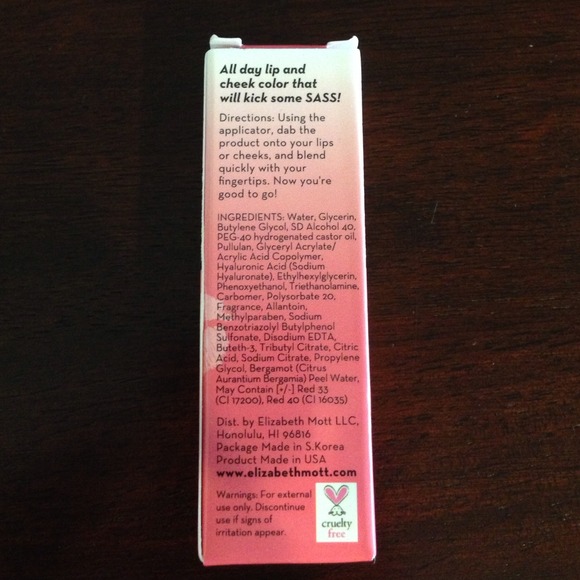 All day lip and
cheek color that
will kick some SASS!
Directions: Using the
applicator, dab the
product onto your lips
or cheeks, and blend
quickly with your
fingertips. Now you're
good to go!
INGREDIENTS: Water, Glycerin,
Butylene Glycol, SD Alcohol 40,
PEG-40 hydrogenated castor oil,
Pullulan, Glyceryl Acrylate/
Acrylic Acid Copolymer,
Hyaluronic Acid (Sodium
Hyaluronate), Ethylhexylglycerin,
Phenoxyethanol, Triethanolamine,
Carbomer, Polysorbate 20,
Fragrance, Allantoin,
Methylparaben, Sodium
Benzotriazolyl Butylphenol
Sulfonate, Disodium EDTA,
Buteth-3, Tributyl Citrate, Citric
Acid, Sodium Citrate, Propylene
Glycol, Bergamot (Citrus
Aurantium Bergamia) Peel Water,
May Contain [+/-] Red 33
(CI 17200), Red 40 (CI 16035)
Dist. by Elizabeth Mott LLC,
Honolulu, HI 96816
Package Made in S.Korea
Product Made in USA
www.elizabethmott.com
Warnings: For external
use only. Discontinue
use if signs of
irritation appear.
cruelty
free